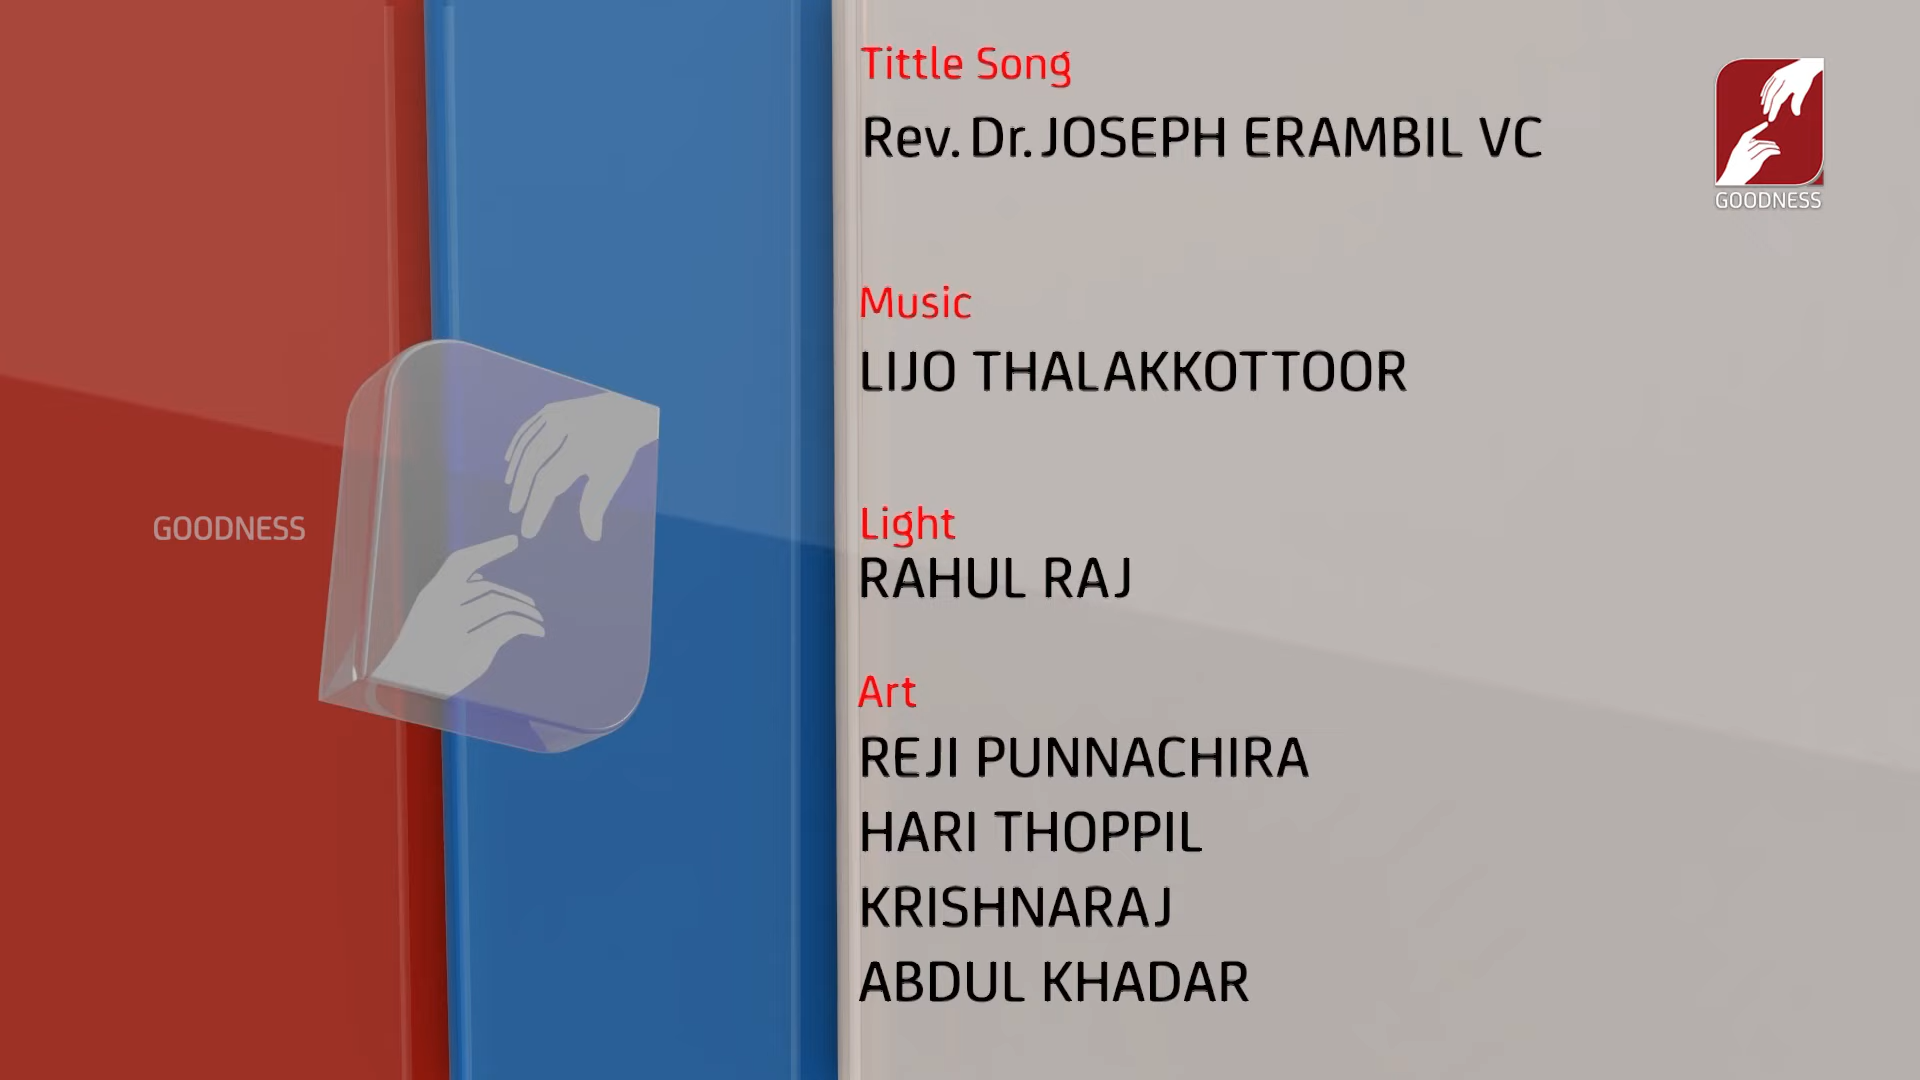 Tittle Song
Rev. Dr. JOSEPH ERAMBIL VC
GOODNESS
Music
LIJO THALAKKOTTOOR
GOODNESS
Light
RAHUL RAJ
Art
REJI PUNNACHIRA
HARI THOPPIL
KRISHNARAJ
ABDUL KHADAR